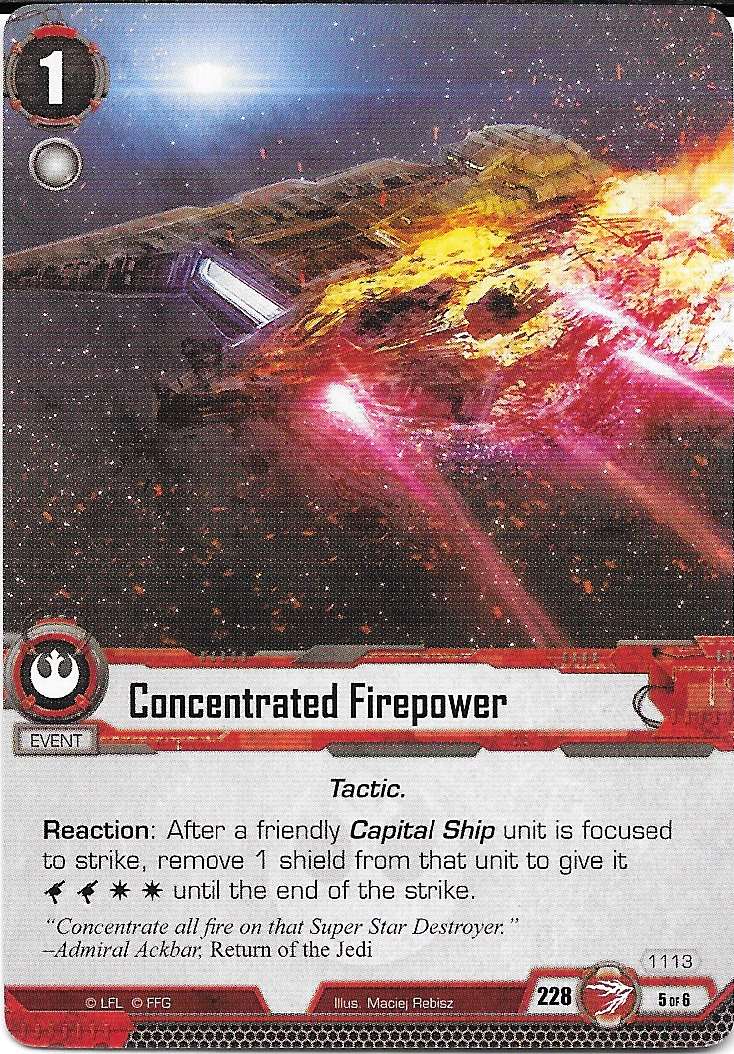 1
Concentrated Firepower
EVENT
Tactic.
Reaction: After a friendly Capital Ship unit is focused
to strike, remove 1 shield from that unit to give it
until the end of the strike.
“Concentrate all fire on that Super Star Destroyer.”
–Admiral Ackbar, Return of the Jedi
1113
© LFL © FFG
Illus. Maciej Rebisz
228
5 OF 6